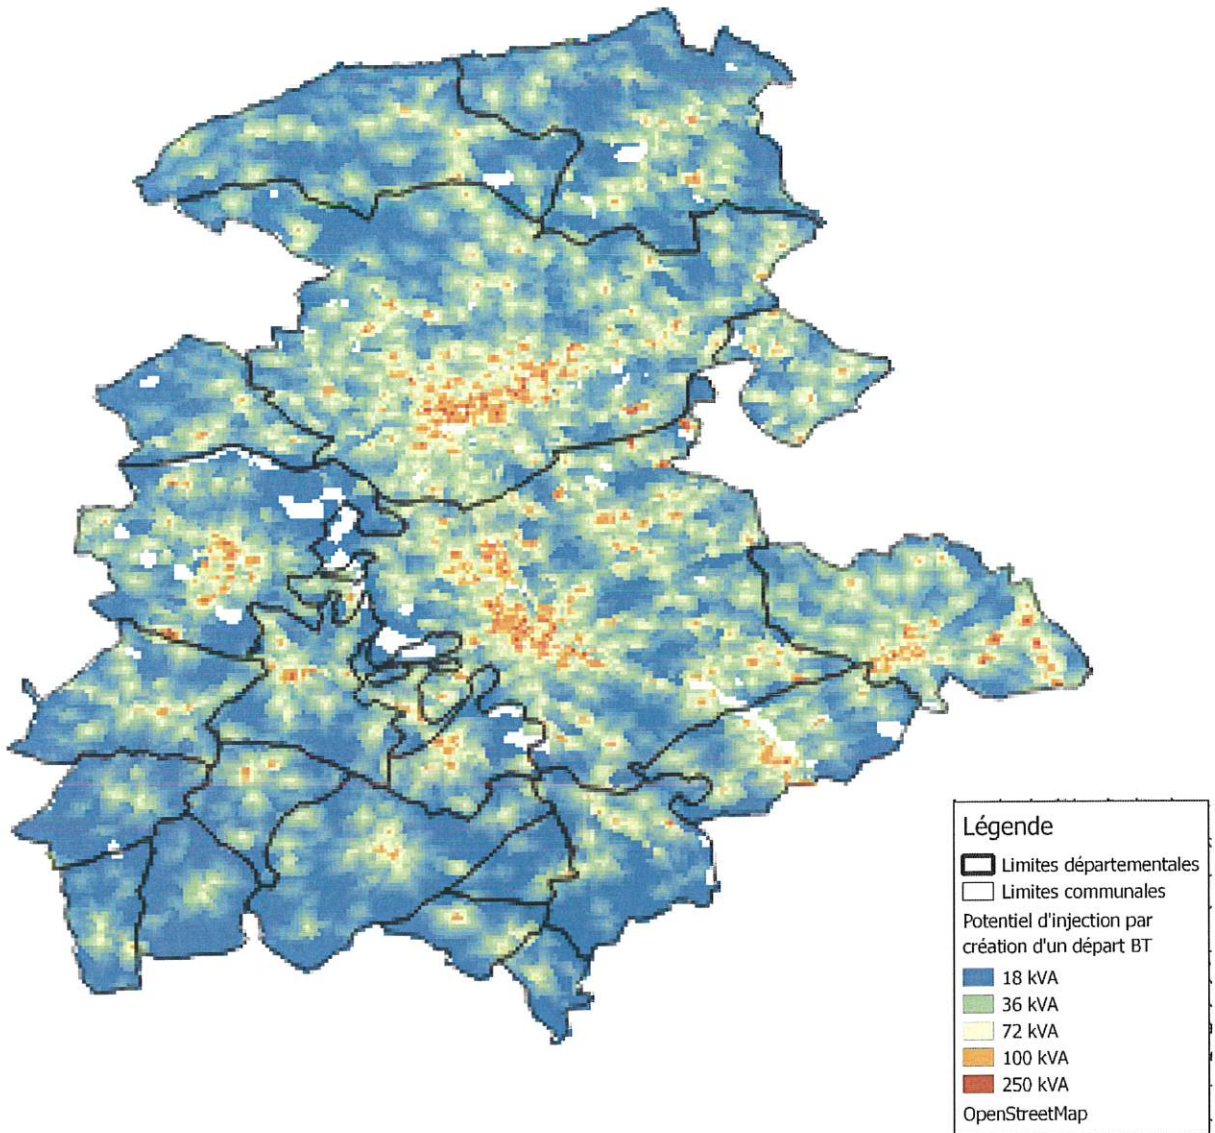 Légende
Limites départementales
Limites communales
Potentiel d'injection par
création d'un départ BT
18 kVA
36 kVA
72 kVA
100 kVA
250 kVA
OpenStreetMap